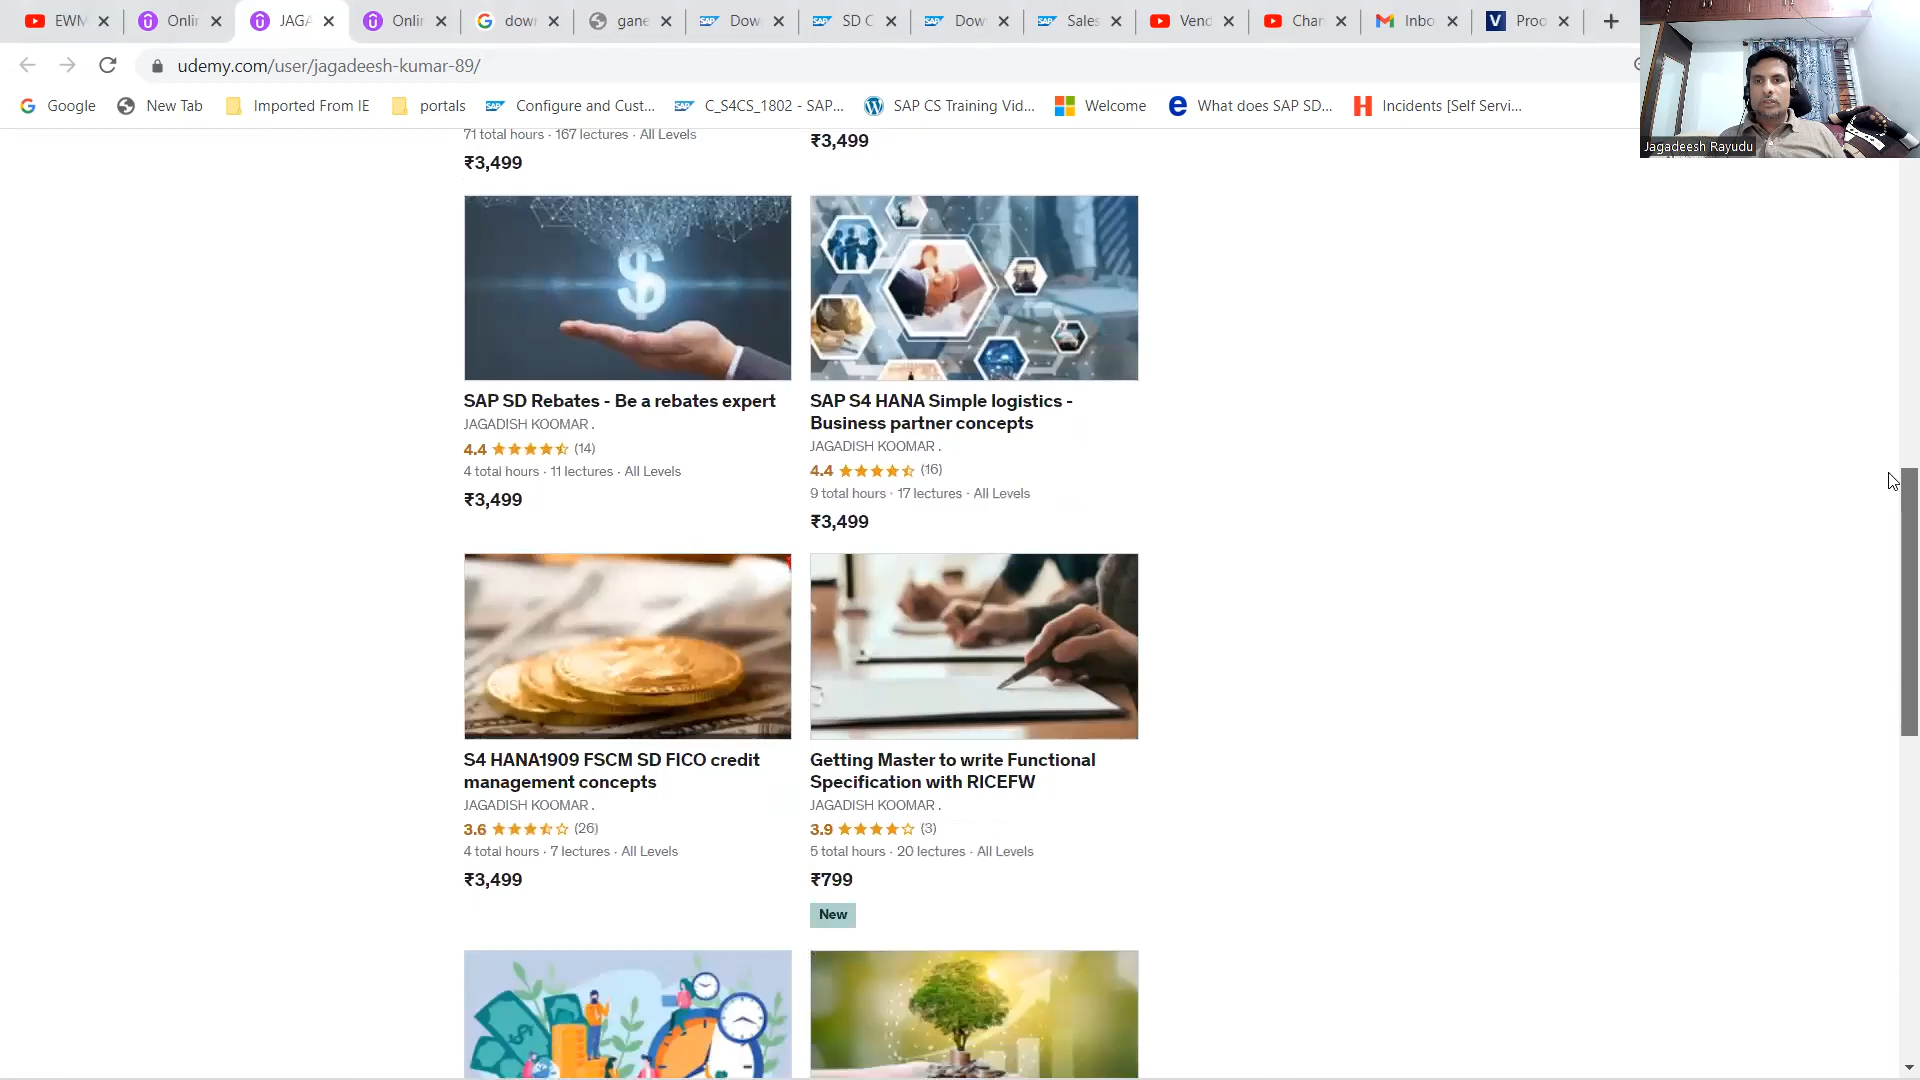 EWM
Onlin
JAGA
Onlin
down
gane
Dow
SD C
Dow
Sales
Vend
Chan
Inbo
Proc
udemy.com/user/jagadeesh-kumar-89/
Google
New Tab
Imported From IE
portals
Configure and Cust...
C_S4CS_1802 - SAP...
SAP CS Training Vid...
Welcome
What does SAP SD...
Incidents [Self Servi...
Jagadeesh Rayudu
71 total hours · 167 lectures · All Levels
₹3,499
₹3,499
SAP SD Rebates - Be a rebates expert
JAGADISH KOOMAR .
4.4 (14)
4 total hours · 11 lectures · All Levels
₹3,499
SAP S4 HANA Simple logistics -
Business partner concepts
JAGADISH KOOMAR .
4.4 (16)
9 total hours · 17 lectures · All Levels
₹3,499
S4 HANA1909 FSCM SD FICO credit
management concepts
JAGADISH KOOMAR .
3.6 (26)
4 total hours · 7 lectures · All Levels
₹3,499
Getting Master to write Functional
Specification with RICEFW
JAGADISH KOOMAR .
3.9 (3)
5 total hours · 20 lectures · All Levels
₹799
New